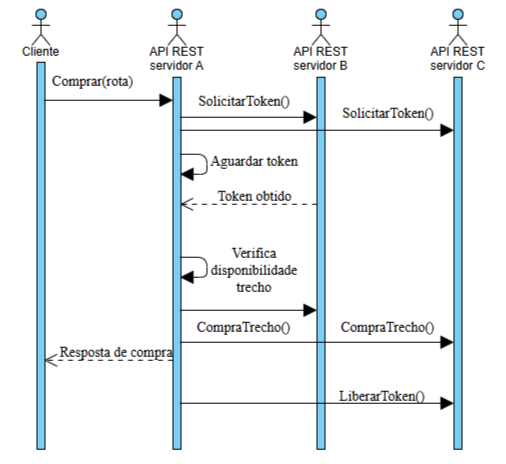 Cliente
API REST
servidor A
API REST
servidor B
API REST
servidor C
Comprar(rota)
SolicitarToken()
SolicitarToken()
Aguardar token
Token obtido
Verifica
disponibilidade
trecho
CompraTrecho()
CompraTrecho()
Resposta de compra
LiberarToken()